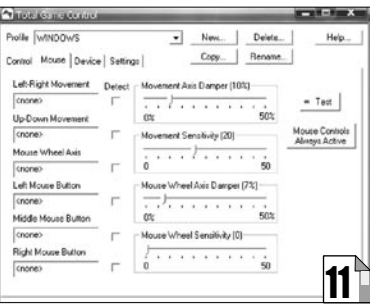 Total Game Control
Profile WINDOWS New... Delete... Help...
Copy... Rename...
Control Mouse Device Settings
Left-Right Movement Detect Movement Axis Damper (10%)
<none>
0% 50%
= Test
Up-Down Movement
<none>
Movement Sensitivity (20)
0 50
Mouse Controls
Always Active
Mouse Wheel Axis
<none>
Left Mouse Button
<none>
Mouse Wheel Axis Damper (7%)
0% 50%
Middle Mouse Button
<none>
Mouse Wheel Sensitivity (0)
0 50
Right Mouse Button
<none>
11